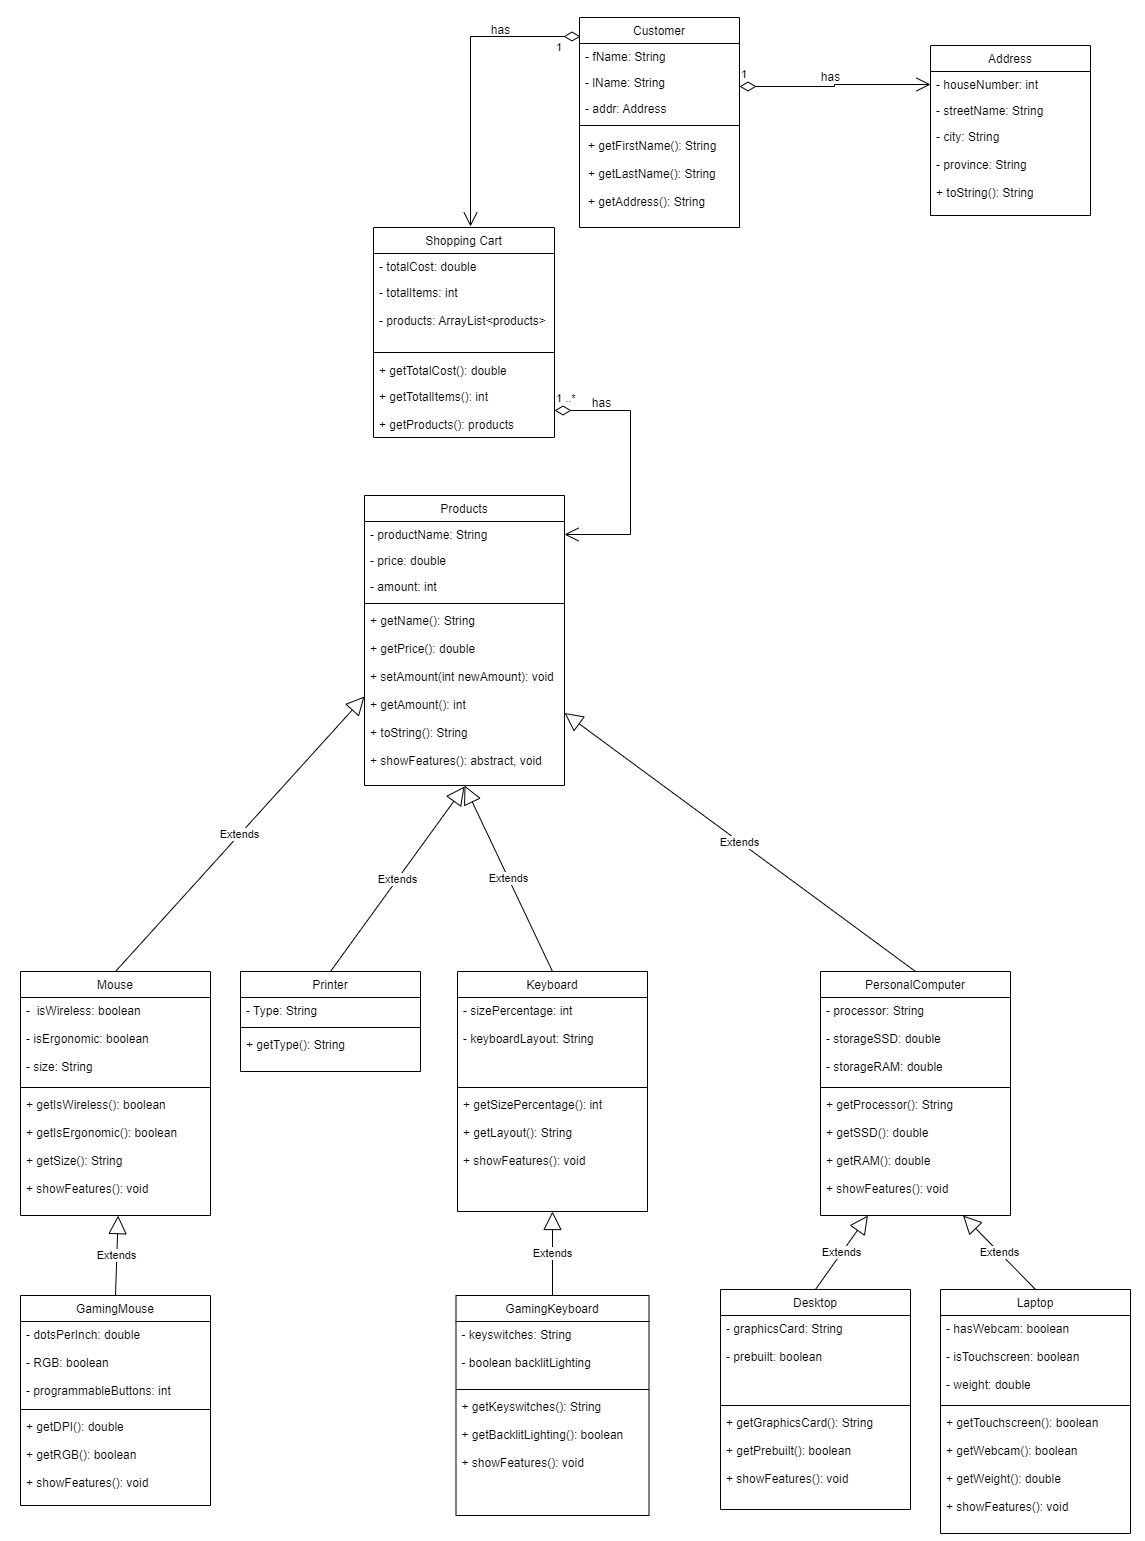 has
1
Customer
- fName: String
- lName: String
- addr: Address
+ getFirstName(): String
+ getLastName(): String
+ getAddress(): String
1
has
Address
- houseNumber: int
- streetName: String
- city: String
- province: String
+ toString(): String
Shopping Cart
- totalCost: double
- totalItems: int
- products: ArrayList<products>
+ getTotalCost(): double
+ getTotalItems(): int
+ getProducts(): products
1 ..*
has
Products
- productName: String
- price: double
- amount: int
+ getName(): String
+ getPrice(): double
+ setAmount(int newAmount): void
+ getAmount(): int
+ toString(): String
+ showFeatures(): abstract, void
Extends
Extends
Extends
Extends
Mouse
- isWireless: boolean
- isErgonomic: boolean
- size: String
+ getIsWireless(): boolean
+ getIsErgonomic(): boolean
+ getSize(): String
+ showFeatures(): void
Printer
- Type: String
+ getType(): String
Keyboard
- sizePercentage: int
- keyboardLayout: String
+ getSizePercentage(): int
+ getLayout(): String
+ showFeatures(): void
PersonalComputer
- processor: String
- storageSSD: double
- storageRAM: double
+ getProcessor(): String
+ getSSD(): double
+ getRAM(): double
+ showFeatures(): void
Extends
Extends
Extends
Extends
GamingMouse
- dotsPerInch: double
- RGB: boolean
- programmableButtons: int
+ getDPI(): double
+ getRGB(): boolean
+ showFeatures(): void
GamingKeyboard
- keyswitches: String
- boolean backlitLighting
+ getKeyswitches(): String
+ getBacklitLighting(): boolean
+ showFeatures(): void
Desktop
- graphicsCard: String
- prebuilt: boolean
+ getGraphicsCard(): String
+ getPrebuilt(): boolean
+ showFeatures(): void
Laptop
- hasWebcam: boolean
- isTouchscreen: boolean
- weight: double
+ getTouchscreen(): boolean
+ getWebcam(): boolean
+ getWeight(): double
+ showFeatures(): void